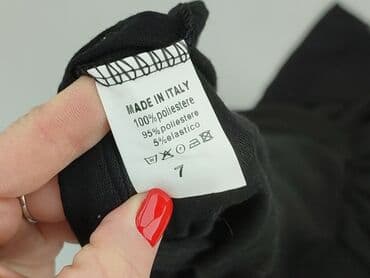 MADE IN ITALY
100% poliestere
95% poliestere
5% elastico
7